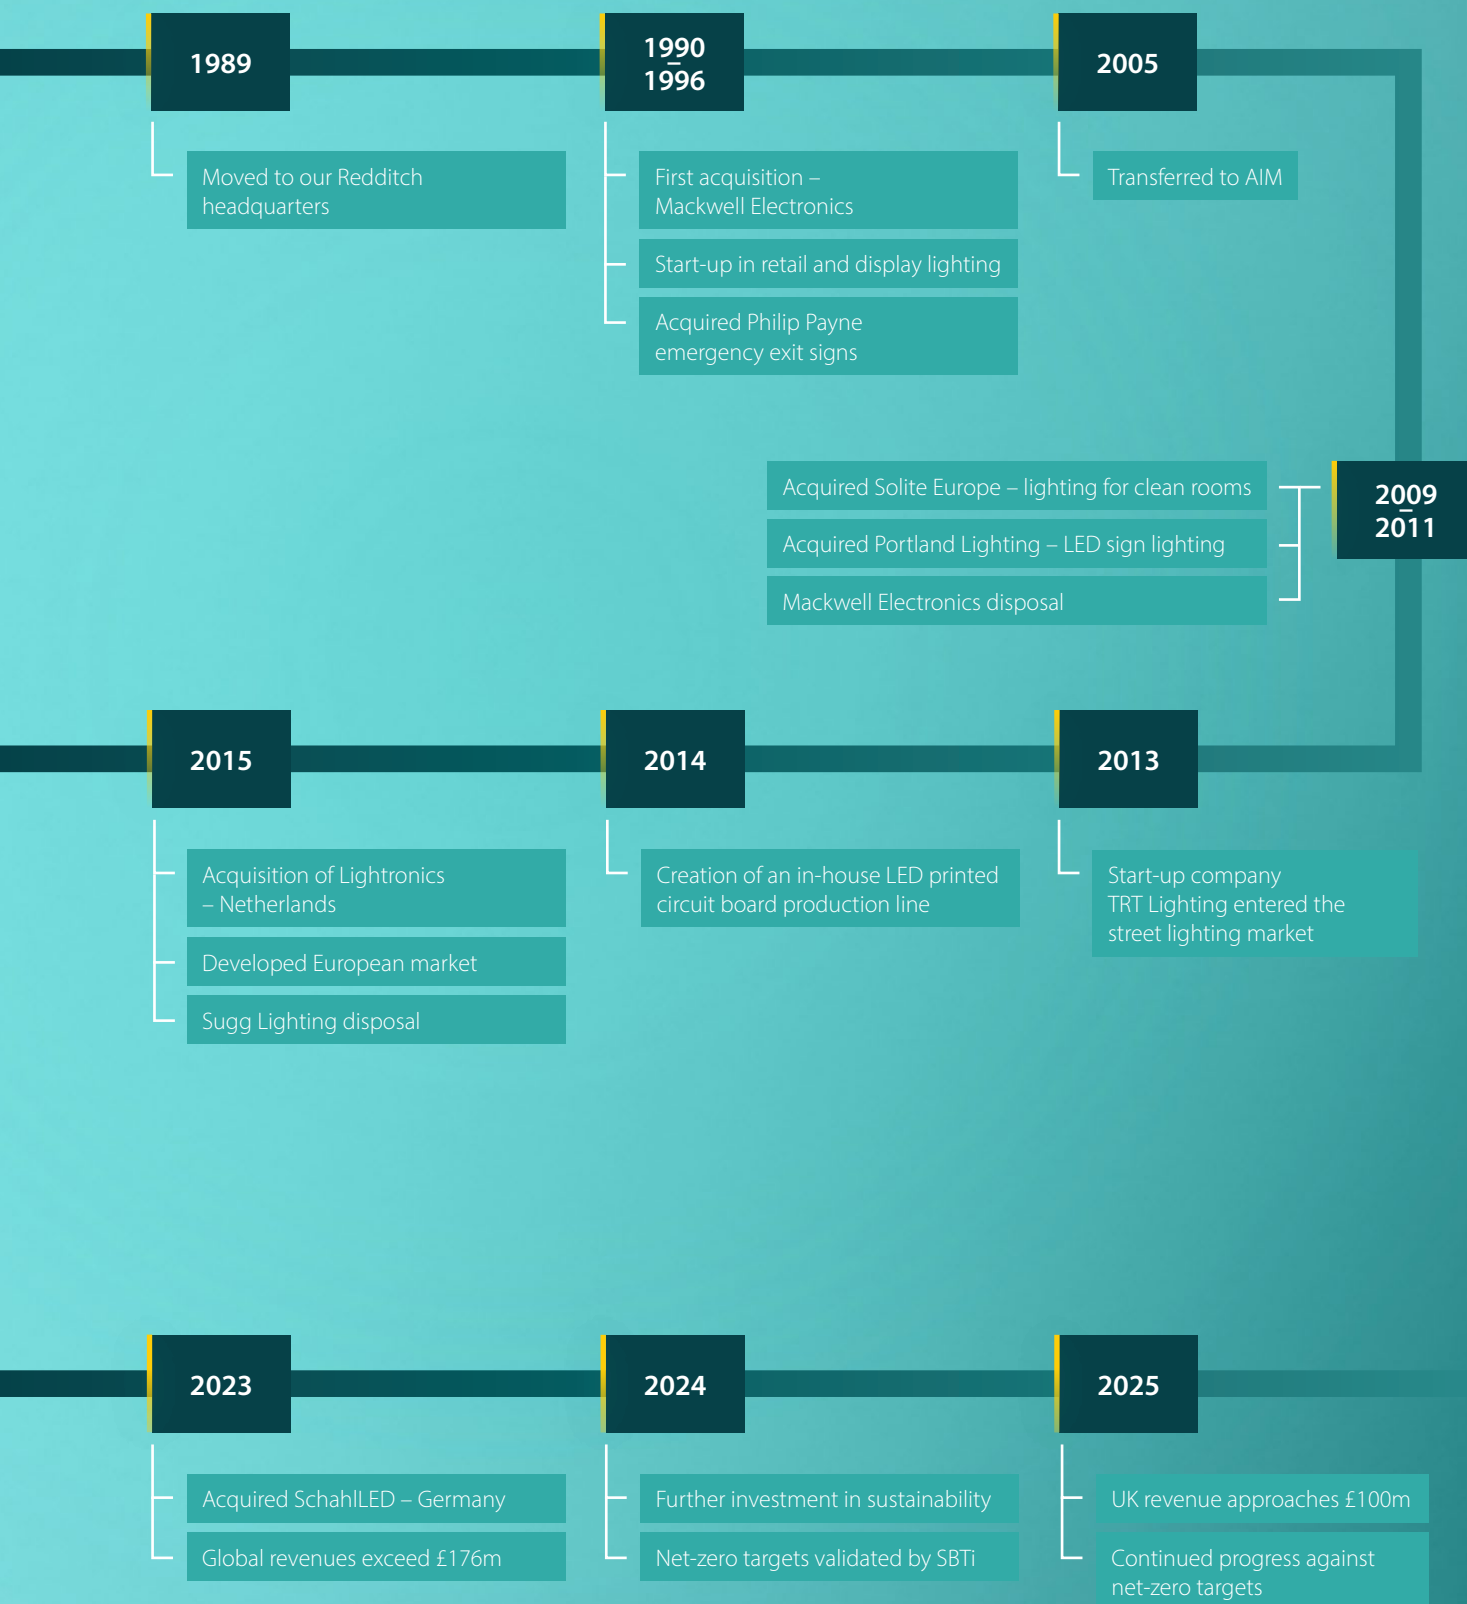 1989
Moved to our Redditch
headquarters
1990
–
1996
First acquisition –
Mackwell Electronics
Start-up in retail and display lighting
Acquired Philip Payne
emergency exit signs
2005
Transferred to AIM
2009
–
2011
Acquired Solite Europe – lighting for clean rooms
Acquired Portland Lighting – LED sign lighting
Mackwell Electronics disposal
2015
Acquisition of Lightronics
– Netherlands
Developed European market
Sugg Lighting disposal
2014
Creation of an in-house LED printed
circuit board production line
2013
Start-up company
TRT Lighting entered the
street lighting market
2023
Acquired SchahlLED – Germany
Global revenues exceed £176m
2024
Further investment in sustainability
Net-zero targets validated by SBTi
2025
UK revenue approaches £100m
Continued progress against
net-zero targets